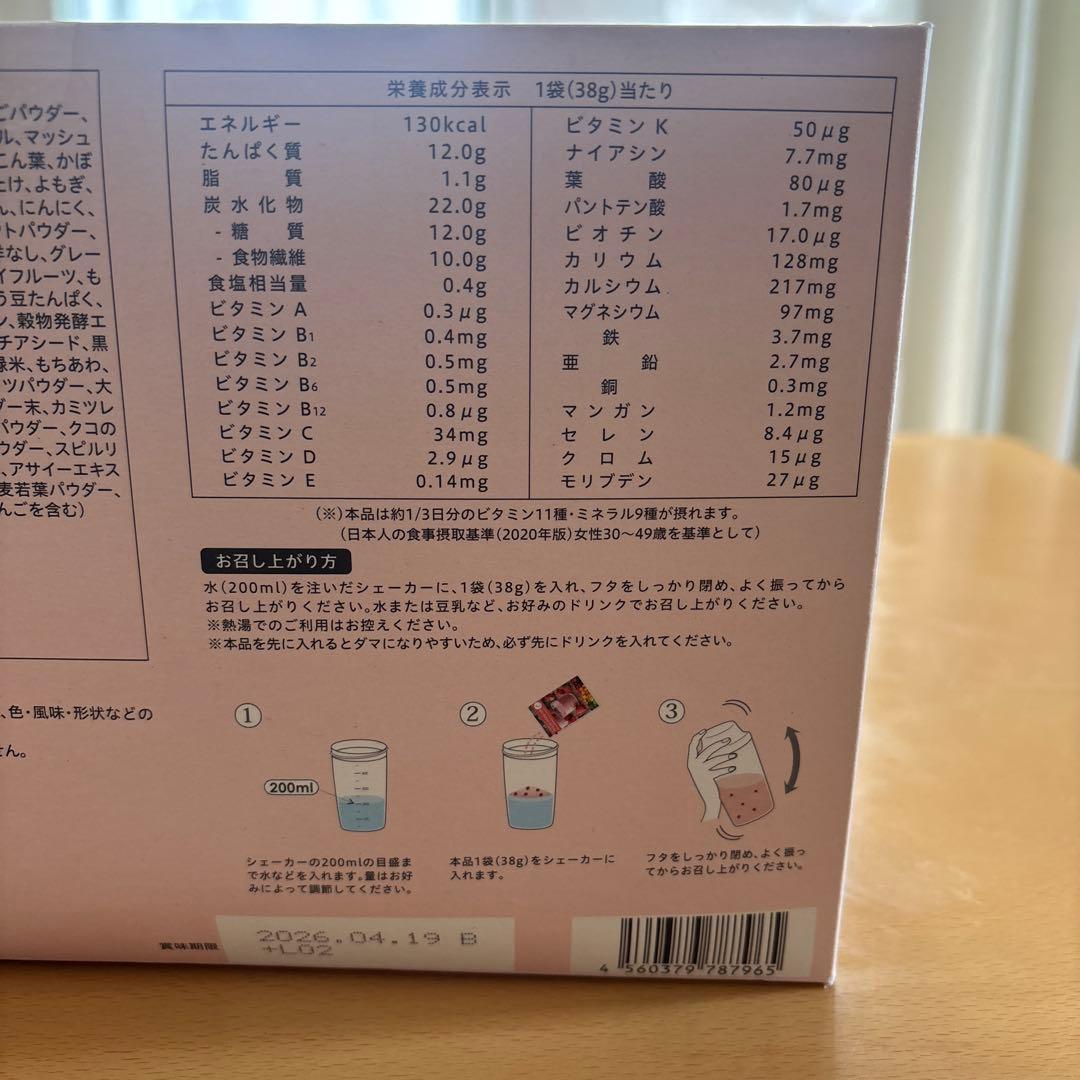 ごパウダー、
ル、マッシュ
こん葉、かぼ
たけ、よもぎ、
ん、にんにく、
ットパウダー、
洋なし、グレー
イフルーツ、も
う豆たんぱく、
ン、穀物発酵エ
チアシード、黒
緑米、もちあわ、
ツパウダー、大
ダー末、カミツレ
パウダー、クコの
ウダー、スピルリ
、アサイーエキス
麦若葉パウダー、
んごを含む)
、色・風味・形状などの
せん。
栄養成分表示 1袋(38g)当たり
エネルギー 130kcal
たんぱく質 12.0g
脂質 1.1g
炭水化物 22.0g
- 糖質 12.0g
- 食物繊維 10.0g
食塩相当量 0.4g
ビタミン A 0.3μg
ビタミン B1 0.4mg
ビタミン B2 0.5mg
ビタミン B6 0.5mg
ビタミン B12 0.8μg
ビタミン C 34mg
ビタミン D 2.9μg
ビタミン E 0.14mg
ビタミン K 50μg
ナイアシン 7.7mg
葉酸 80μg
パントテン酸 1.7mg
ビオチン 17.0μg
カリウム 128mg
カルシウム 217mg
マグネシウム 97mg
鉄 3.7mg
亜鉛 2.7mg
銅 0.3mg
マンガン 1.2mg
セレン 8.4μg
クロム 15μg
モリブデン 27μg
(※)本品は約1/3日分のビタミン11種・ミネラル9種が摂れます。
(日本人の食事摂取基準(2020年版)女性30～49歳を基準として)
お召し上がり方
水(200ml)を注いだシェーカーに、1袋(38g)を入れ、フタをしっかり閉め、よく振ってから
お召し上がりください。水または豆乳など、お好みのドリンクでお召し上がりください。
※熱湯でのご利用はお控えください。
※本品を先に入れるとダマになりやすいため、必ず先にドリンクを入れてください。
①
200ml
シェーカーの200mlの目盛ま
で水などを入れます。量はお好
みによって調節してください。
②
本品1袋(38g)をシェーカーに
入れます。
③
フタをしっかり閉め、よく振っ
てからお召し上がりください。
賞味期限
2026.04.19 B
+L02
4 560379 787965